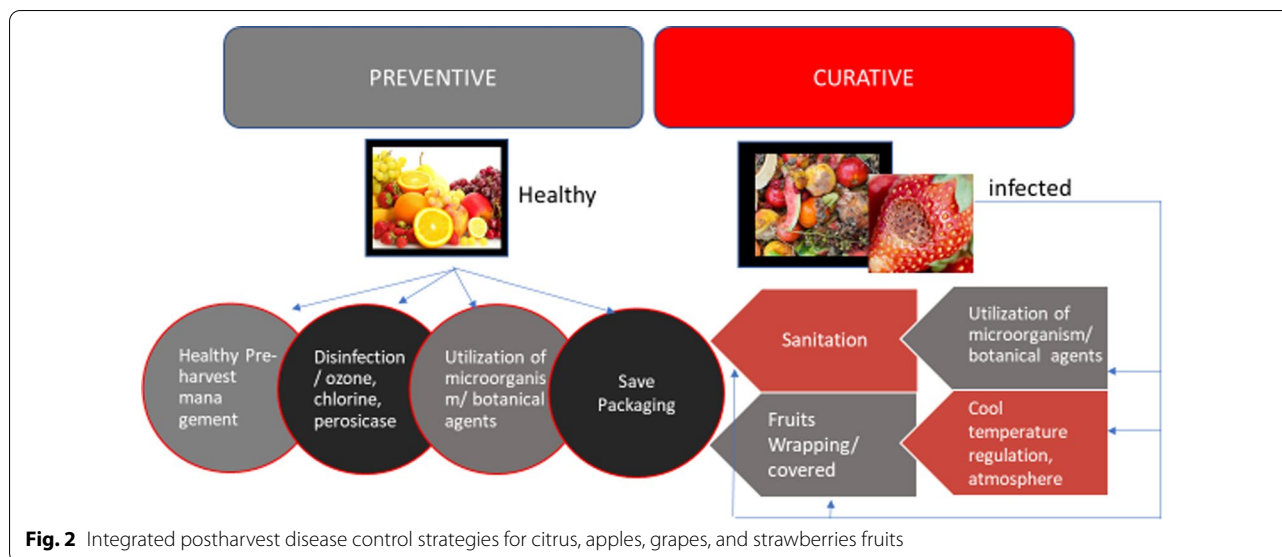 PREVENTIVE
CURATIVE
Healthy
infected
Healthy Pre-
harvest
mana
gement
Disinfection
/ ozone,
chlorine,
perosicase
Utilization of
microorganis
m/ botanical
agents
Save
Packaging
Sanitation
Utilization of
microorganism/
botanical agents
Fruits
Wrapping/
covered
Cool
temperature
regulation,
atmosphere
Fig. 2 Integrated postharvest disease control strategies for citrus, apples, grapes, and strawberries fruits